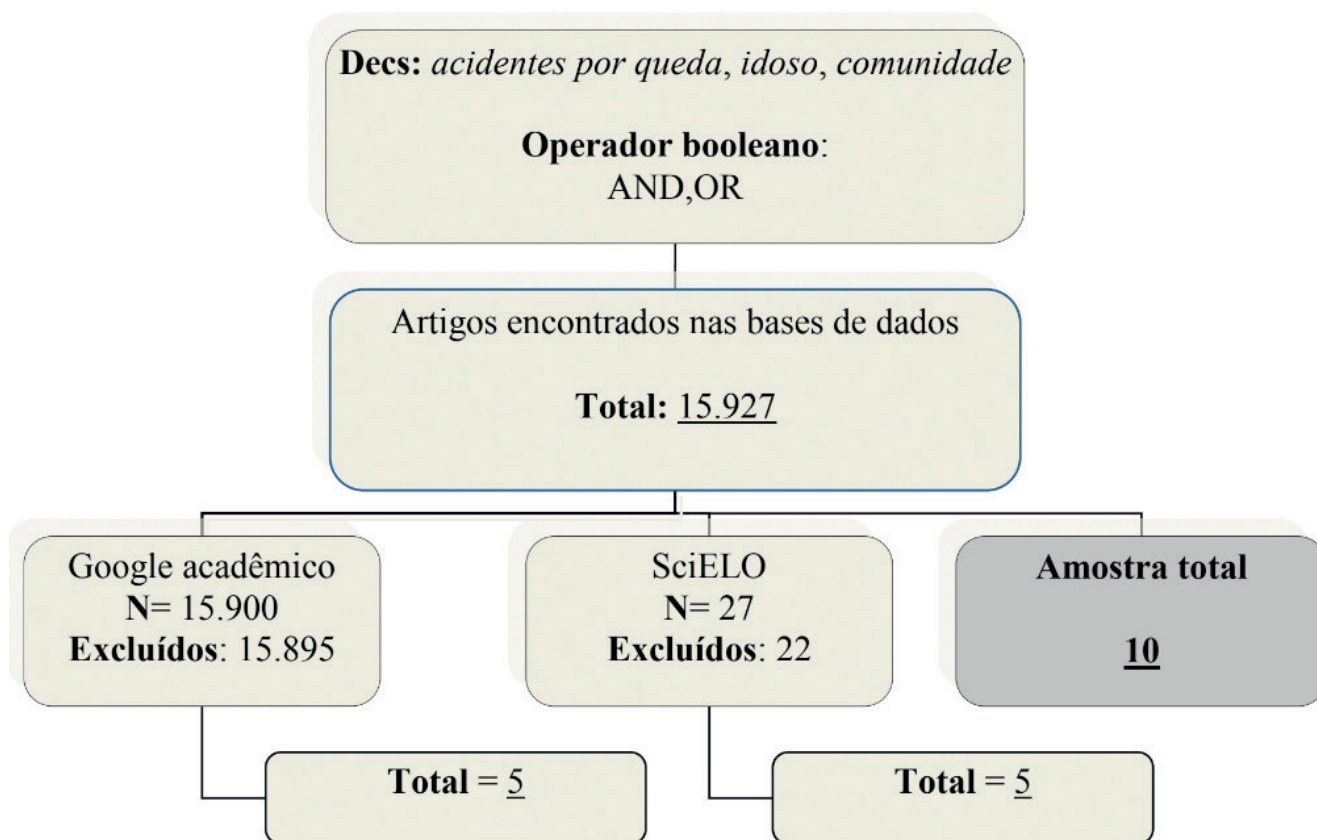 Decs: acidentes por queda, idoso, comunidade
Operador booleano:
AND,OR
Artigos encontrados nas bases de dados
Total: 15.927
Google acadêmico
N= 15.900
Excluídos: 15.895
SciELO
N= 27
Excluídos: 22
Amostra total
10
Total = 5
Total = 5